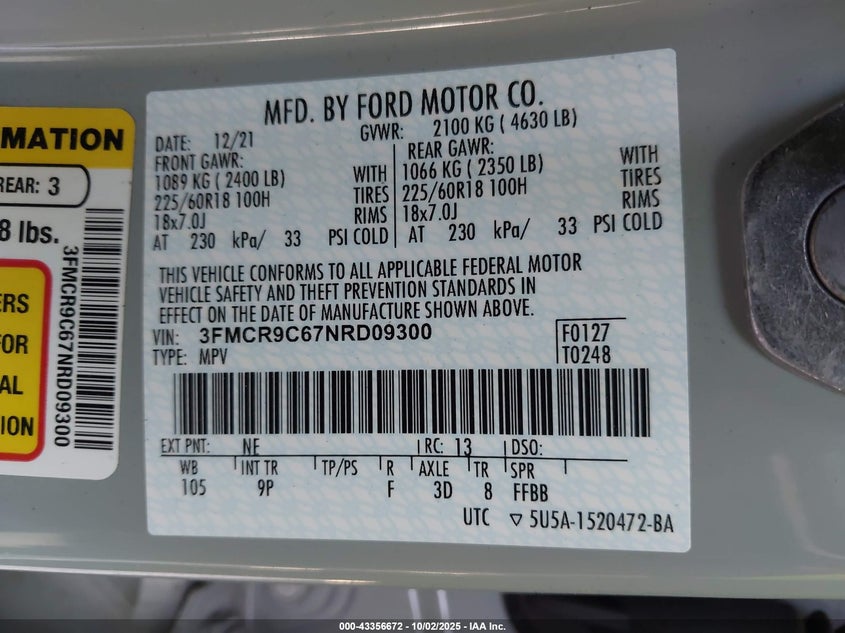 MATION
REAR: 3
8 lbs.
ERS
FOR
AL
ION
3FMCR9C67NRD09300
MFD. BY FORD MOTOR CO.
DATE: 12/21
GVWR: 2100 KG ( 4630 LB)
FRONT GAWR:
1089 KG ( 2400 LB)
225/60R18 100H
18x7.0J
AT 230 kPa/ 33
WITH
TIRES
RIMS
PSI COLD
REAR GAWR:
1066 KG ( 2350 LB)
225/60R18 100H
18x7.0J
AT 230 kPa/ 33
WITH
TIRES
RIMS
PSI COLD
THIS VEHICLE CONFORMS TO ALL APPLICABLE FEDERAL MOTOR
VEHICLE SAFETY AND THEFT PREVENTION STANDARDS IN
EFFECT ON THE DATE OF MANUFACTURE SHOWN ABOVE.
VIN: 3FMCR9C67NRD09300
TYPE: MPV
F0127
T0248
EXT PNT: NE RC: 13 DSO:
WB INT TR TP/PS R AXLE TR SPR
105 9P F 3D 8 FFBB
UTC ▽ 5U5A-1520472-BA
000-43356672 - 10/02/2025 - IAA Inc.